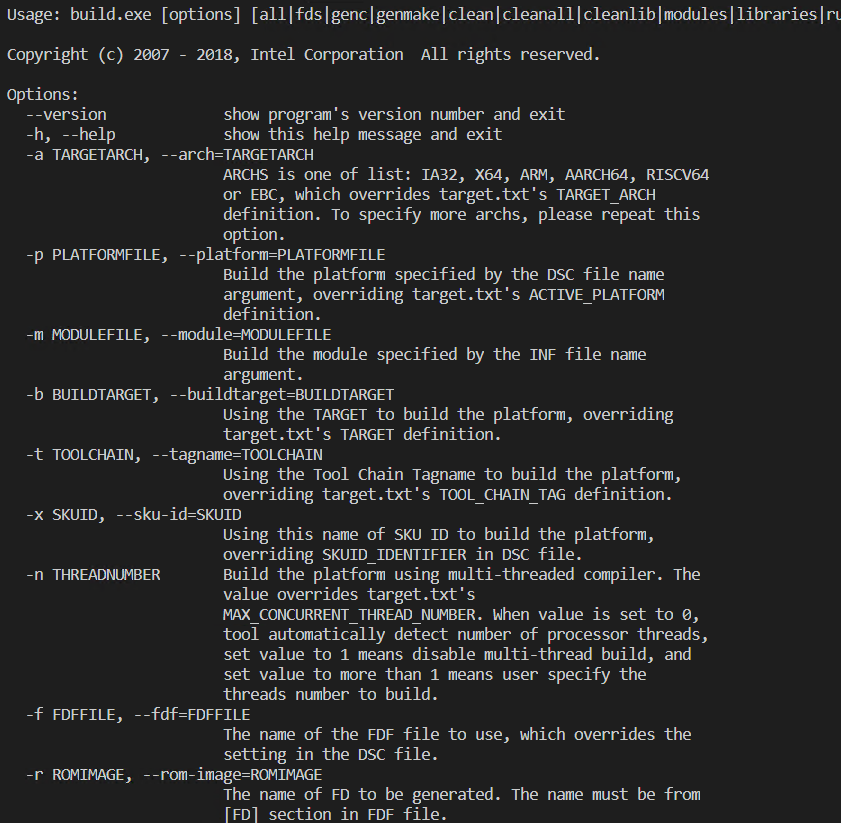 Usage: build.exe [options] [all|fds|genc|genmake|clean|cleanall|cleanlib|modules|libraries|ru
Copyright (c) 2007 - 2018, Intel Corporation  All rights reserved.
Options:
--version             show program's version number and exit
-h, --help            show this help message and exit
-a TARGETARCH, --arch=TARGETARCH
ARCHS is one of list: IA32, X64, ARM, AARCH64, RISCV64
or EBC, which overrides target.txt's TARGET_ARCH
definition. To specify more archs, please repeat this
option.
-p PLATFORMFILE, --platform=PLATFORMFILE
Build the platform specified by the DSC file name
argument, overriding target.txt's ACTIVE_PLATFORM
definition.
-m MODULEFILE, --module=MODULEFILE
Build the module specified by the INF file name
argument.
-b BUILDTARGET, --buildtarget=BUILDTARGET
Using the TARGET to build the platform, overriding
target.txt's TARGET definition.
-t TOOLCHAIN, --tagname=TOOLCHAIN
Using the Tool Chain Tagname to build the platform,
overriding target.txt's TOOL_CHAIN_TAG definition.
-x SKUID, --sku-id=SKUID
Using this name of SKU ID to build the platform,
overriding SKUID_IDENTIFIER in DSC file.
-n THREADNUMBER       Build the platform using multi-threaded compiler. The
value overrides target.txt's
MAX_CONCURRENT_THREAD_NUMBER. When value is set to 0,
tool automatically detect number of processor threads,
set value to 1 means disable multi-thread build, and
set value to more than 1 means user specify the
threads number to build.
-f FDFFILE, --fdf=FDFFILE
The name of the FDF file to use, which overrides the
setting in the DSC file.
-r ROMIMAGE, --rom-image=ROMIMAGE
The name of FD to be generated. The name must be from
[FD] section in FDF file.